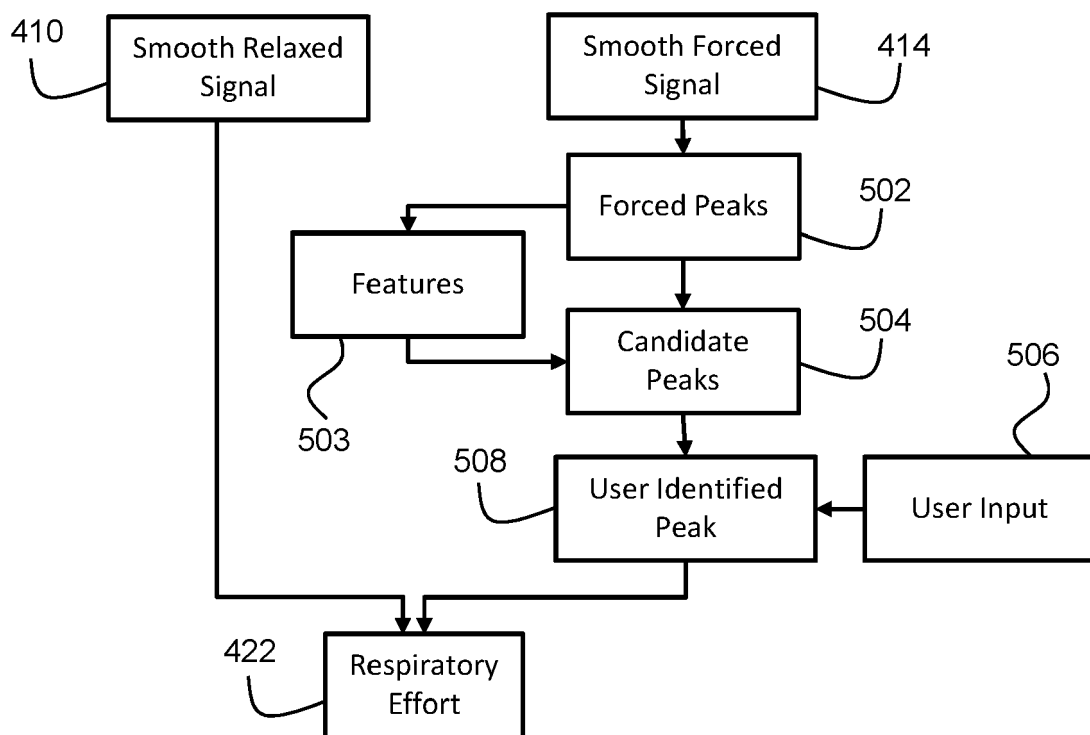 410
Smooth Relaxed
Signal
Smooth Forced
Signal
414
Forced Peaks
502
Features
503
Candidate
Peaks
504
506
508
User Identified
Peak
User Input
422
Respiratory
Effort